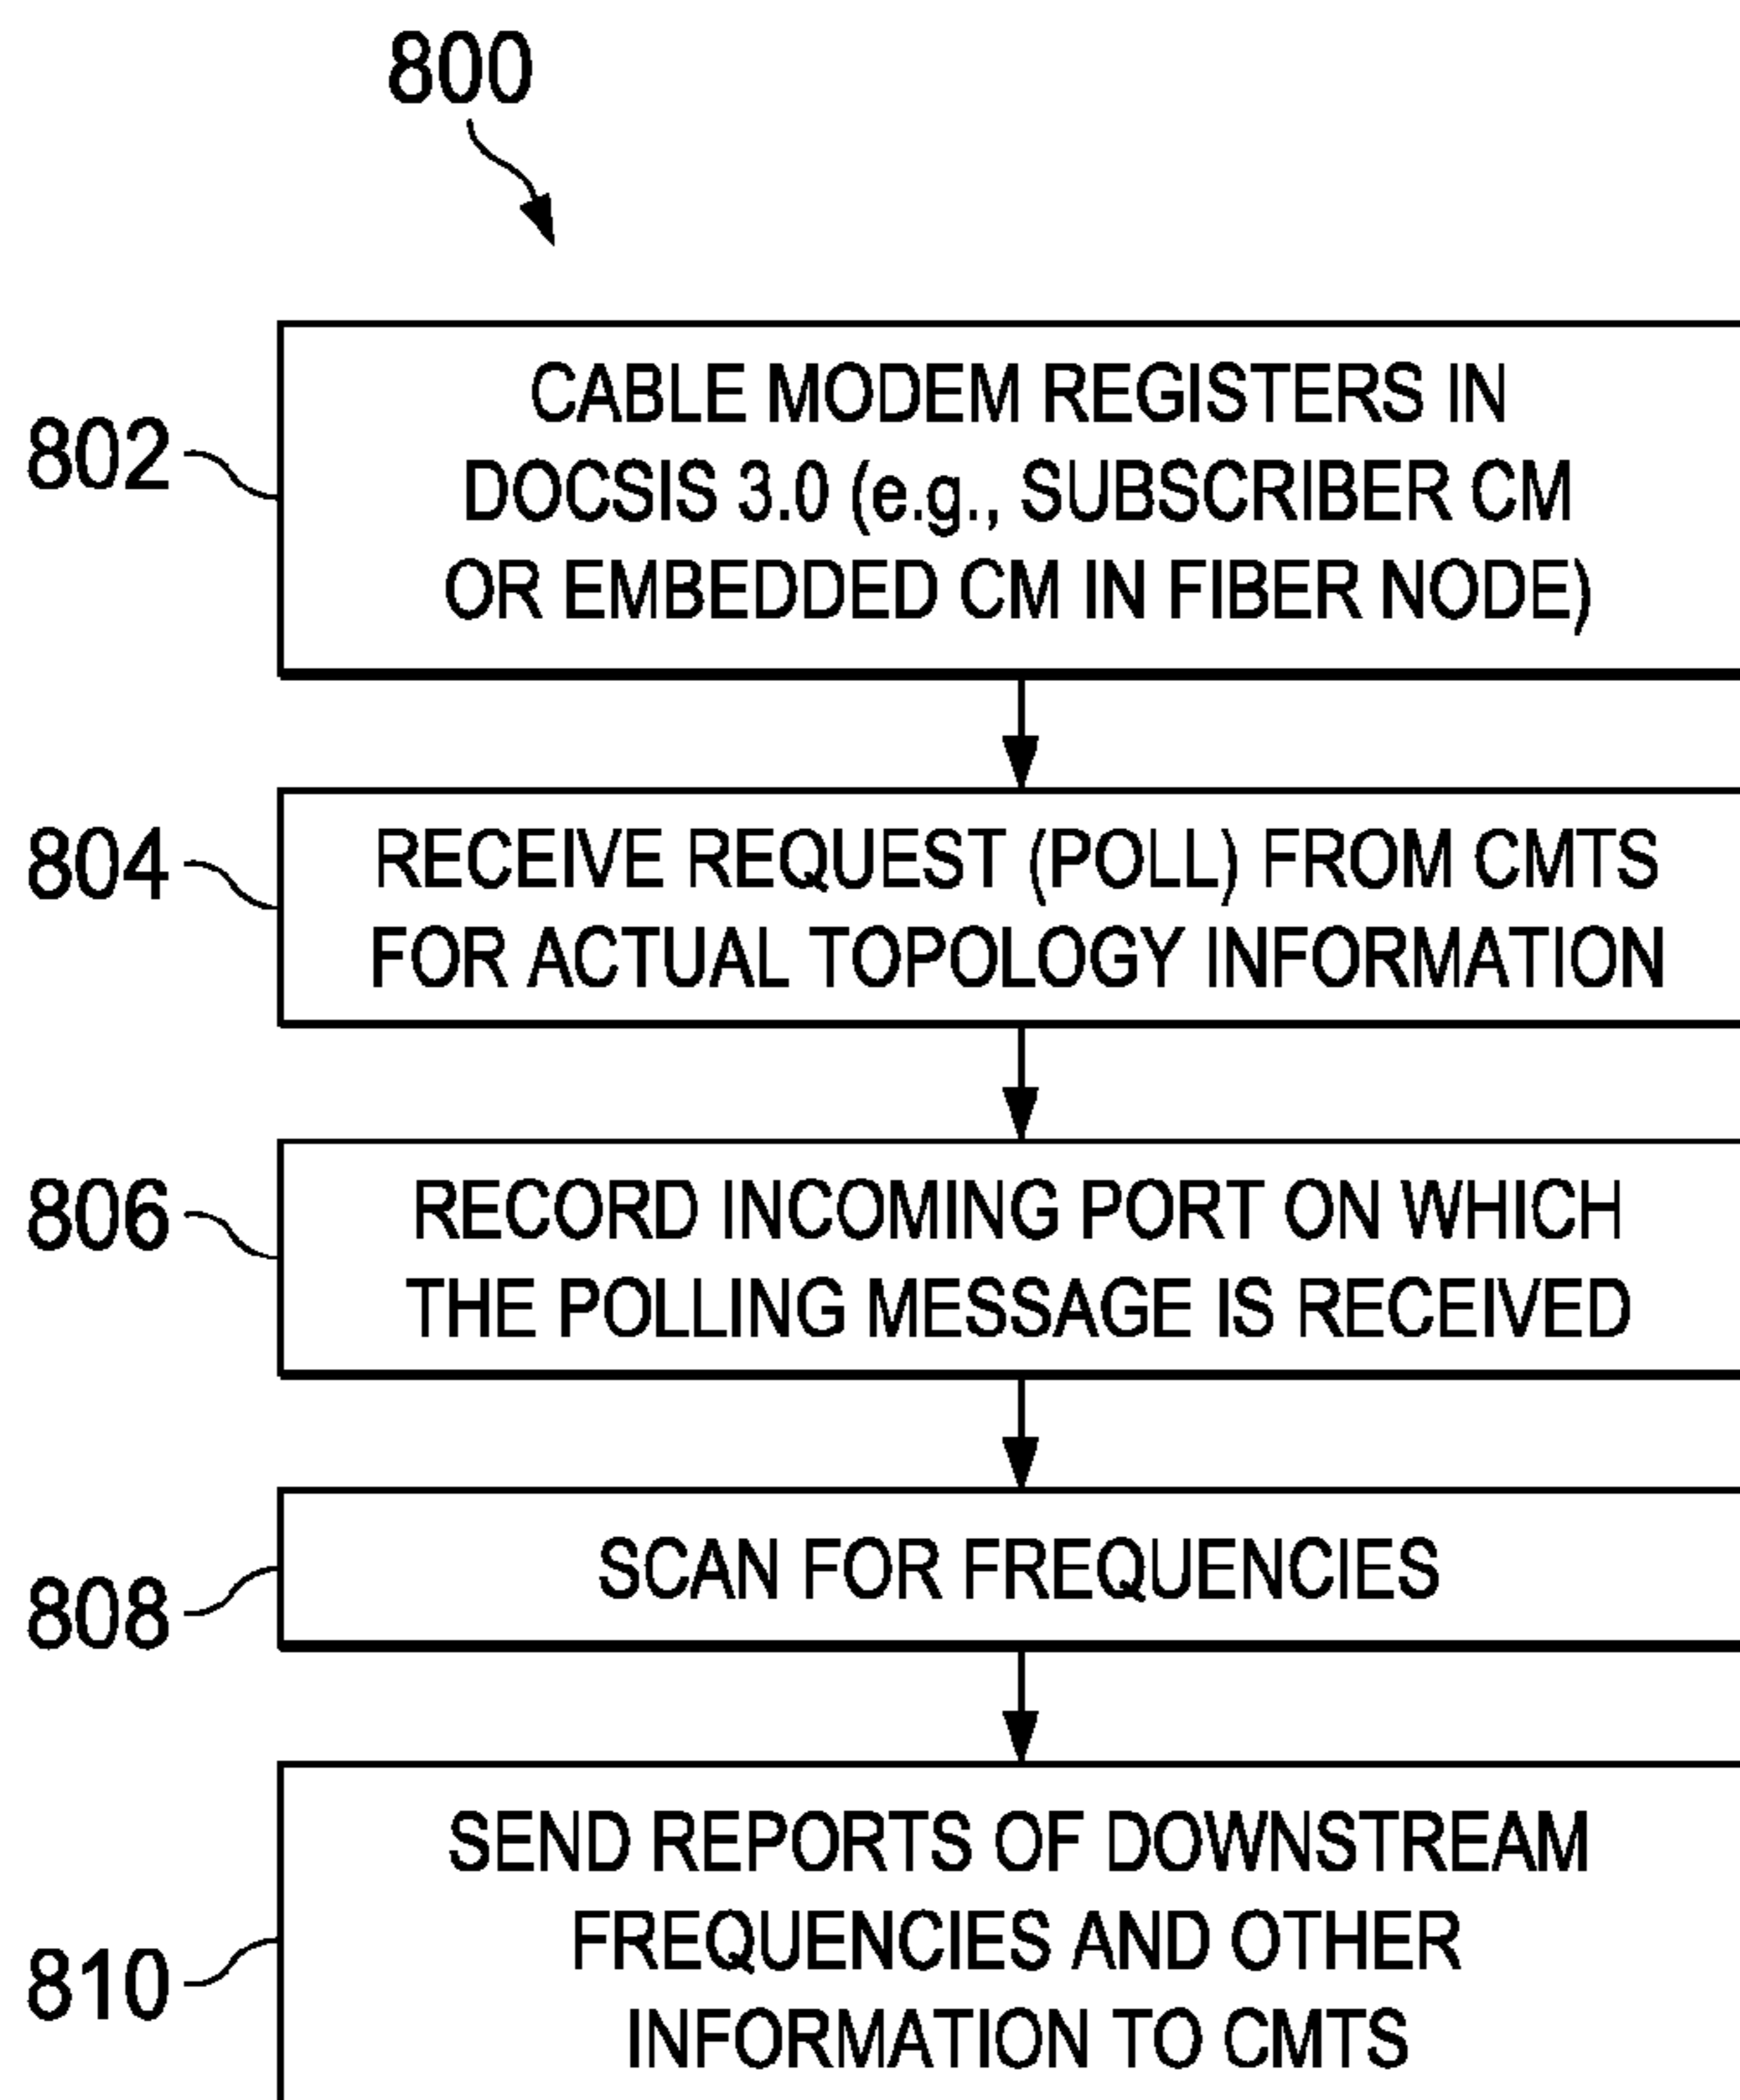 800
802
CABLE MODEM REGISTERS IN
DOCSIS 3.0 (e.g., SUBSCRIBER CM
OR EMBEDDED CM IN FIBER NODE)
804
RECEIVE REQUEST (POLL) FROM CMTS
FOR ACTUAL TOPOLOGY INFORMATION
806
RECORD INCOMING PORT ON WHICH
THE POLLING MESSAGE IS RECEIVED
808
SCAN FOR FREQUENCIES
810
SEND REPORTS OF DOWNSTREAM
FREQUENCIES AND OTHER
INFORMATION TO CMTS